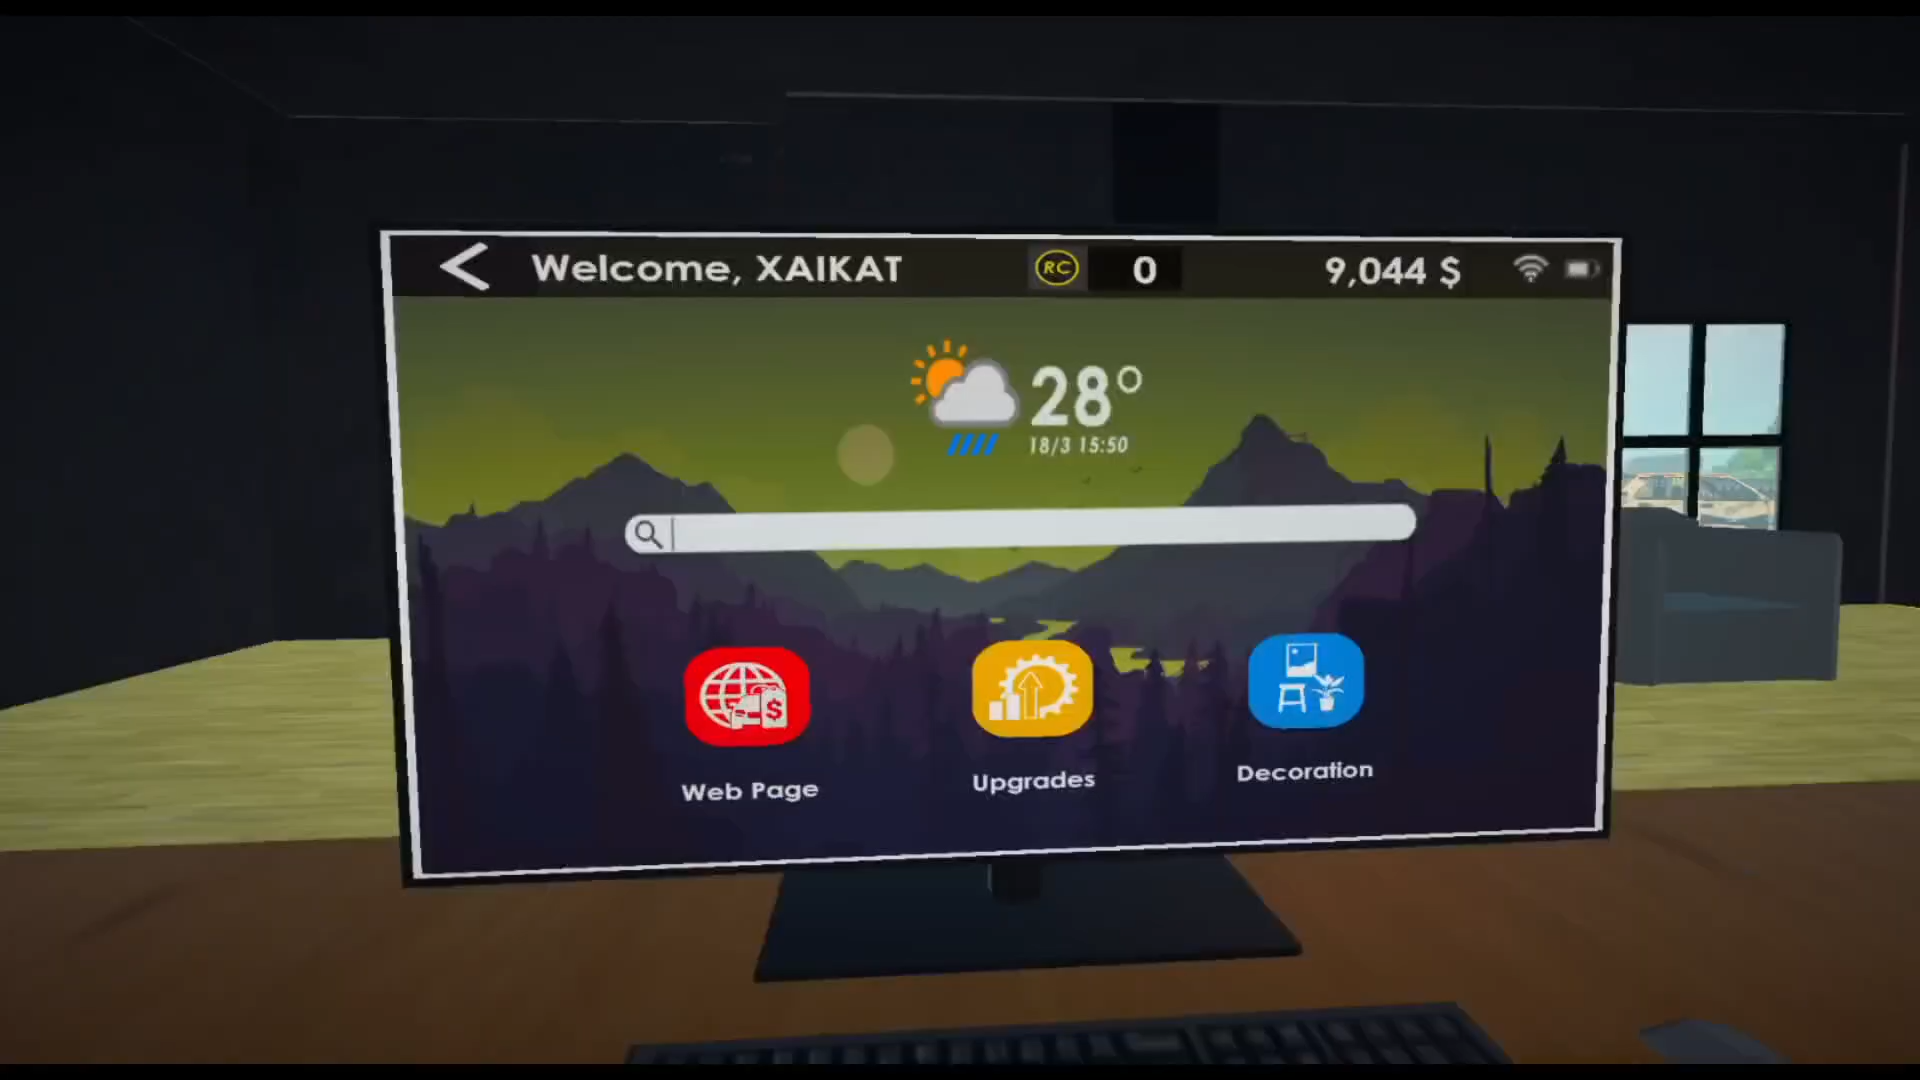 Welcome, XAIKAT
RC
0
9,044 $
28°
18/3 15:50
$
Web Page
Upgrades
Decoration